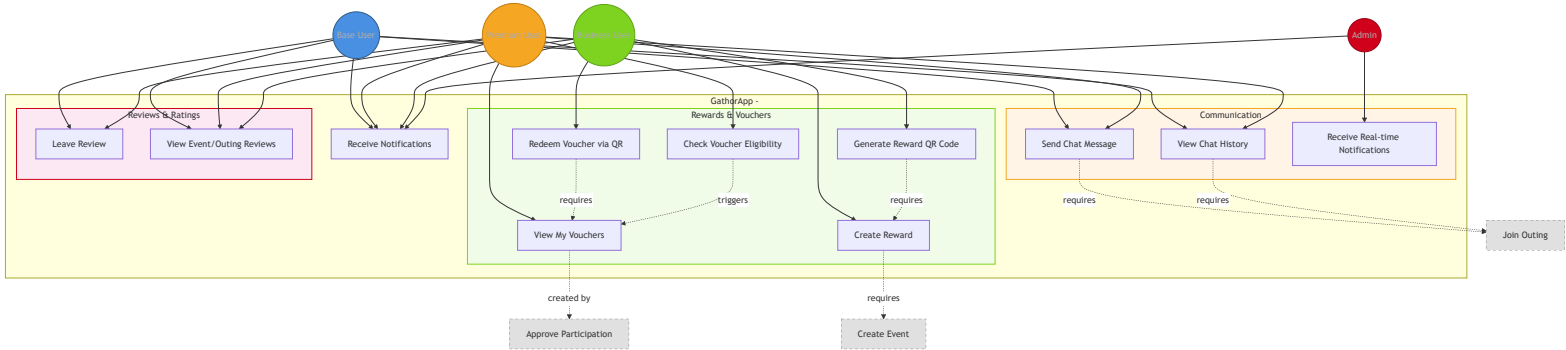 Base User
Admin
GathorApp -
Reviews & Ratings
Rewards & Vouchers
Communication
Leave Review
View Event/Outing Reviews
Receive Notifications
Redeem Voucher via QR
Check Voucher Eligibility
Generate Reward QR Code
Send Chat Message
View Chat History
Receive Real-time
Notifications
requires
triggers
requires
requires
requires
View My Vouchers
Create Reward
Join Outing
created by
requires
Approve Participation
Create Event